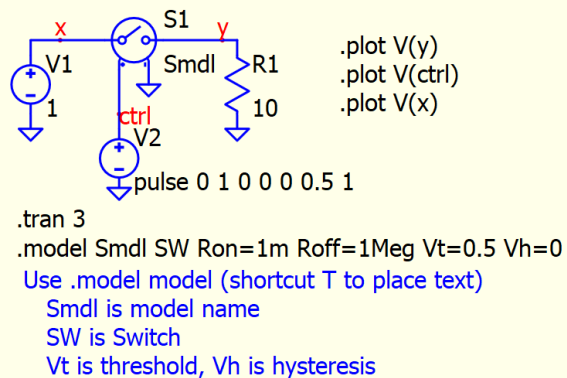 x
S1
y
.plot V(y)
V1
Smdl
R1
.plot V(ctrl)
1
10
.plot V(x)
ctrl
V2
pulse 0 1 0 0 0 0.5 1
.tran 3
.model Smdl SW Ron=1m Roff=1Meg Vt=0.5 Vh=0
Use .model model (shortcut T to place text)
Smdl is model name
SW is Switch
Vt is threshold, Vh is hysteresis